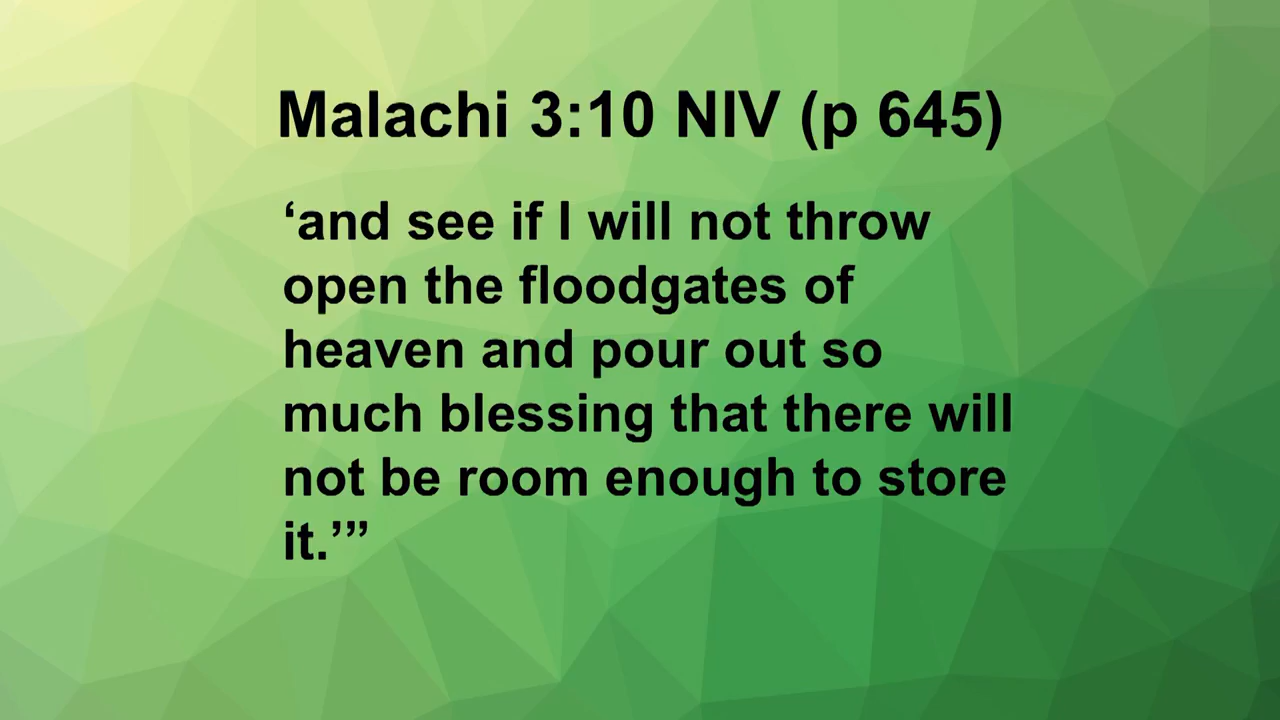 Malachi 3:10 NIV (p 645)
‘and see if I will not throw
open the floodgates of
heaven and pour out so
much blessing that there will
not be room enough to store
it.’”